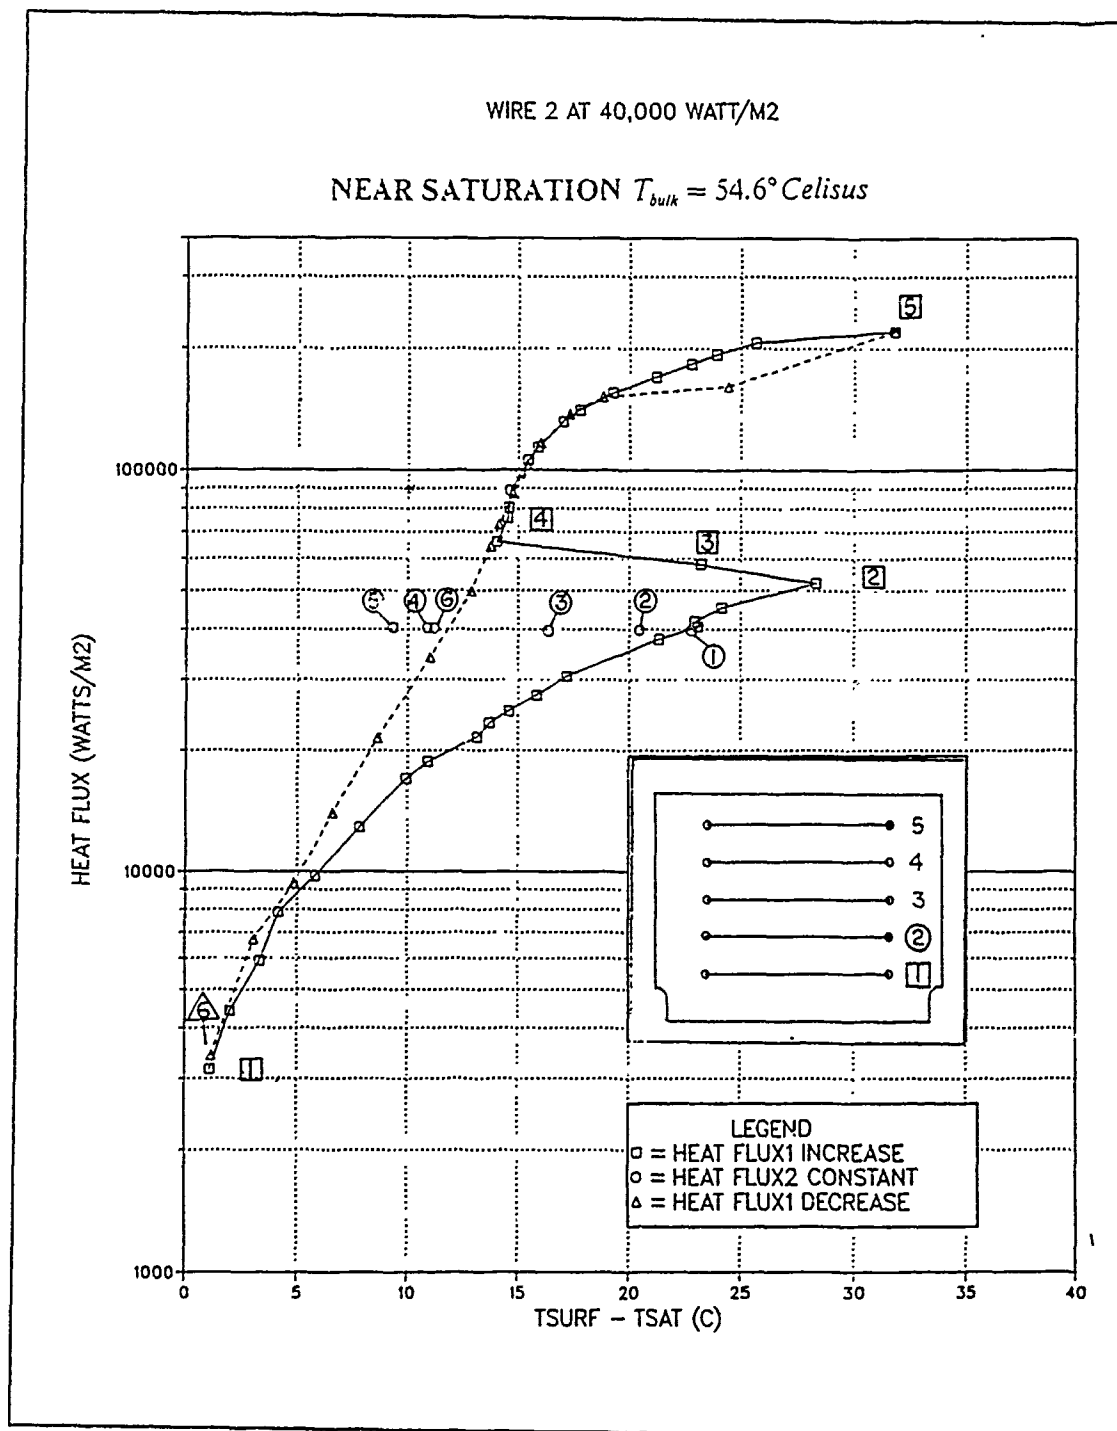 WIRE 2 AT 40,000 WATT/M2
NEAR SATURATION T_bulk = 54.6° Celisus
HEAT FLUX (WATTS/M2)
100000
10000
1000
5
4
3
2
5
4
6
3
2
1
6
1
5
4
3
2
1
LEGEND
□ = HEAT FLUX1 INCREASE
○ = HEAT FLUX2 CONSTANT
△ = HEAT FLUX1 DECREASE
0 5 10 15 20 25 30 35 40
TSURF – TSAT (C)